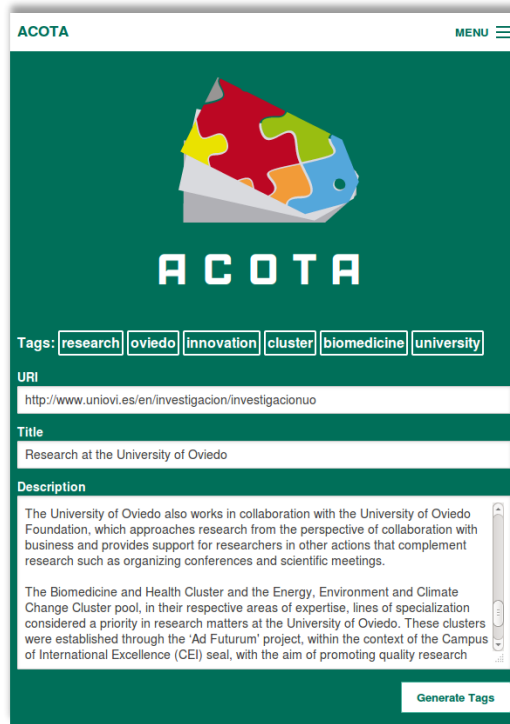 ACOTA MENU
ACOTA
Tags: research oviedo innovation cluster biomedicine university
URI
http://www.uniovi.es/en/investigacion/investigacionuo
Title
Research at the University of Oviedo
Description
The University of Oviedo also works in collaboration with the University of Oviedo
Foundation, which approaches research from the perspective of collaboration with
business and provides support for researchers in other actions that complement
research such as organizing conferences and scientific meetings.
The Biomedicine and Health Cluster and the Energy, Environment and Climate
Change Cluster pool, in their respective areas of expertise, lines of specialization
considered a priority in research matters at the University of Oviedo. These clusters
were established through the 'Ad Futurum' project, within the context of the Campus
of International Excellence (CEI) seal, with the aim of promoting quality research
Generate Tags